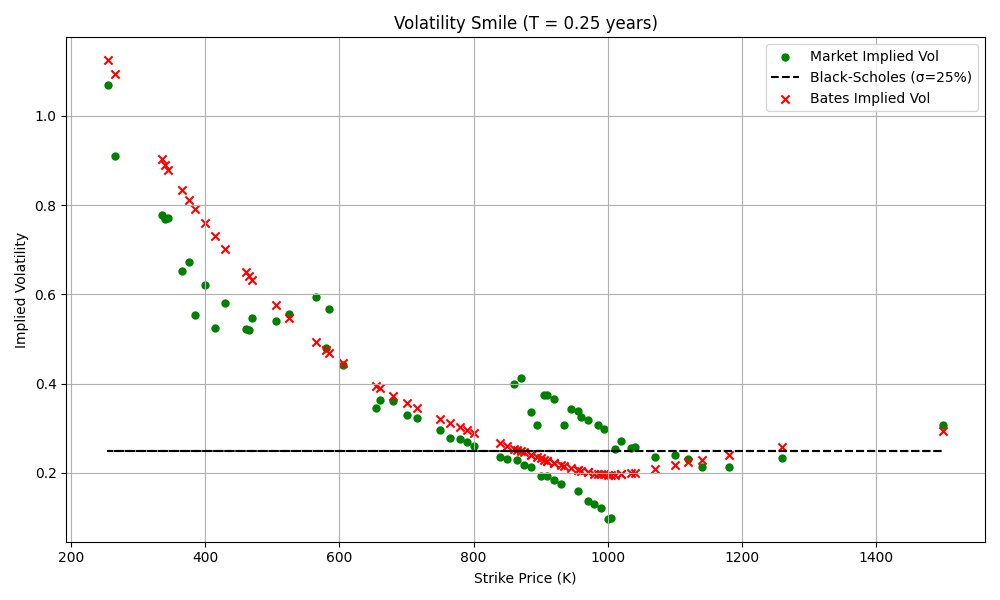 Volatility Smile (T = 0.25 years)
Market Implied Vol
Black-Scholes (σ=25%)
Bates Implied Vol
Implied Volatility
1.0
0.8
0.6
0.4
0.2
200 400 600 800 1000 1200 1400
Strike Price (K)